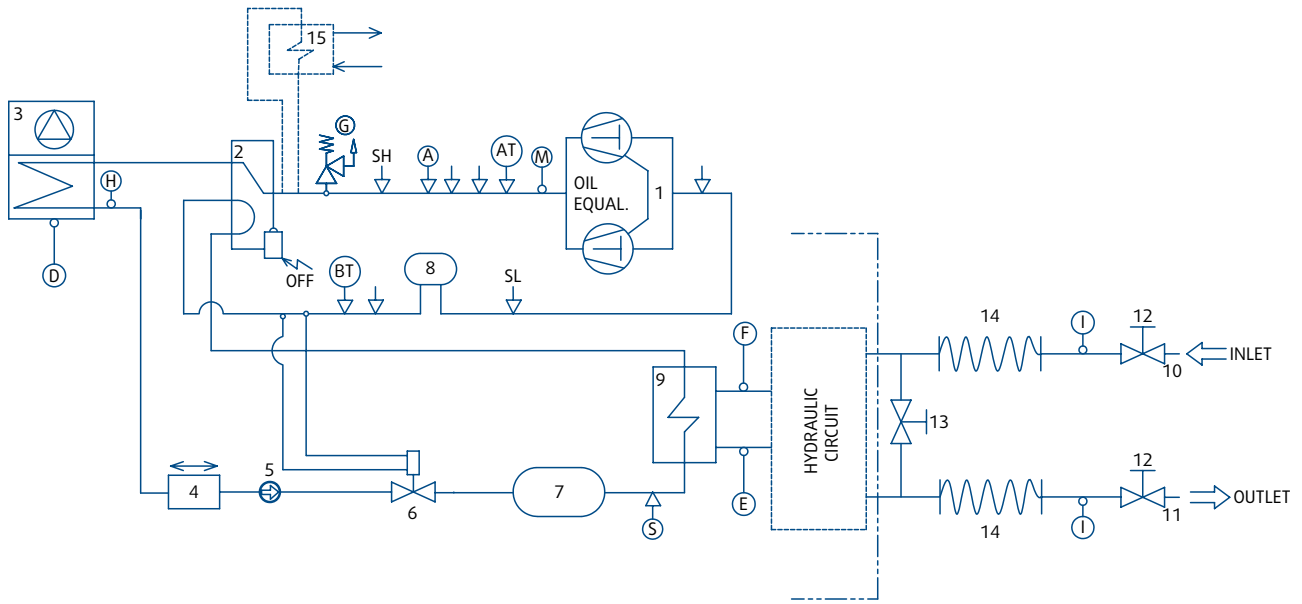 15
3
G
2
SH
A
AT
M
OIL
EQUAL.
1
H
D
OFF
BT
8
SL
F
9
E
HYDRAULIC
CIRCUIT
14
I
12
INLET
10
13
5
4
6
7
S
12
OUTLET
11
14
I